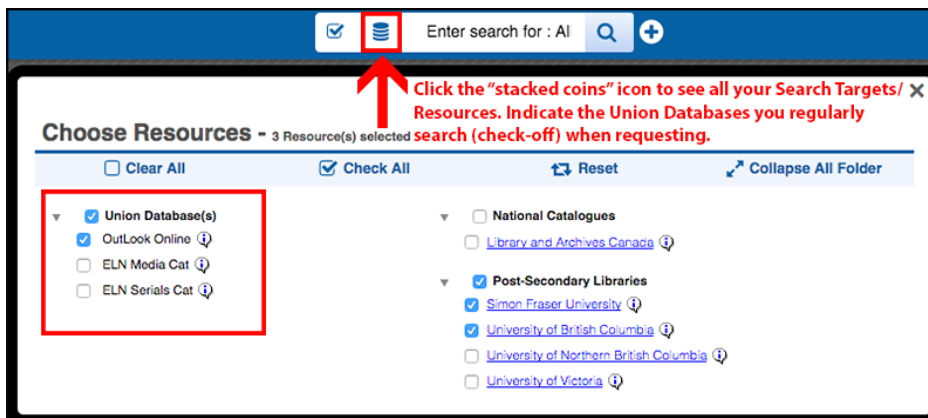 Enter search for : Al
Click the "stacked coins" icon to see all your Search Targets/
Resources. Indicate the Union Databases you regularly
search (check-off) when requesting.
Choose Resources - 3 Resource(s) selected
Clear All Check All Reset Collapse All Folder
Union Database(s)
OutLook Online
ELN Media Cat
ELN Serials Cat
National Catalogues
Library and Archives Canada
Post-Secondary Libraries
Simon Fraser University
University of British Columbia
University of Northern British Columbia
University of Victoria